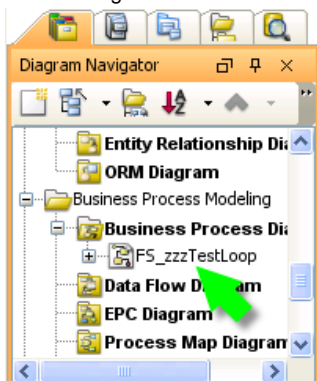 Diagram Navigator
Entity Relationship Dia
ORM Diagram
Business Process Modeling
Business Process Dia
FS_zzzTestLoop
Data Flow D am
EPC Diagram
Process Map Diagram